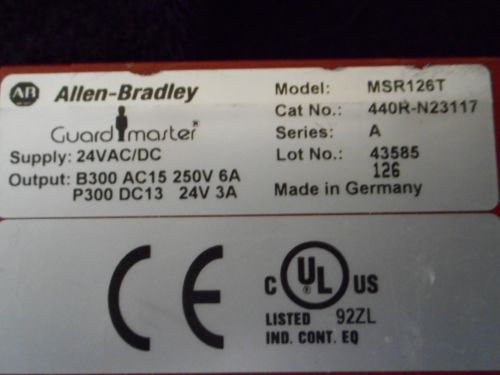 AB Allen-Bradley
Guardmaster®
Supply: 24VAC/DC
Output: B300 AC15 250V 6A
P300 DC13 24V 3A
Model: MSR126T
Cat No.: 440R-N23117
Series: A
Lot No.: 43585
126
Made in Germany
CE
C UL US
LISTED 92ZL
IND. CONT. EQ